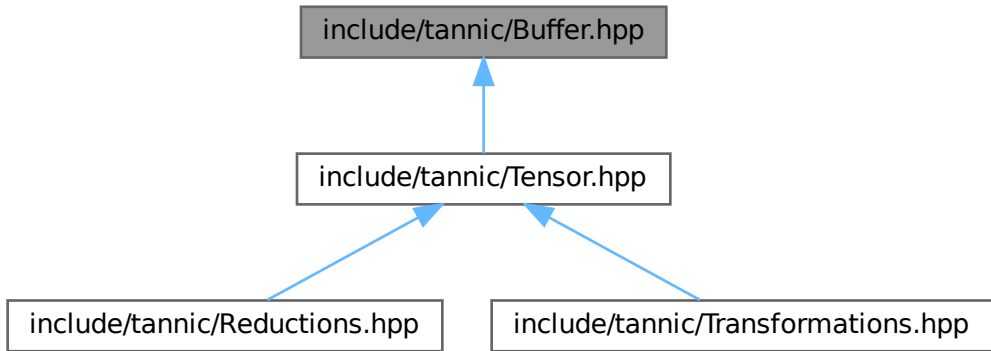 include/tannic/Buffer.hpp
include/tannic/Tensor.hpp
include/tannic/Reductions.hpp
include/tannic/Transformations.hpp